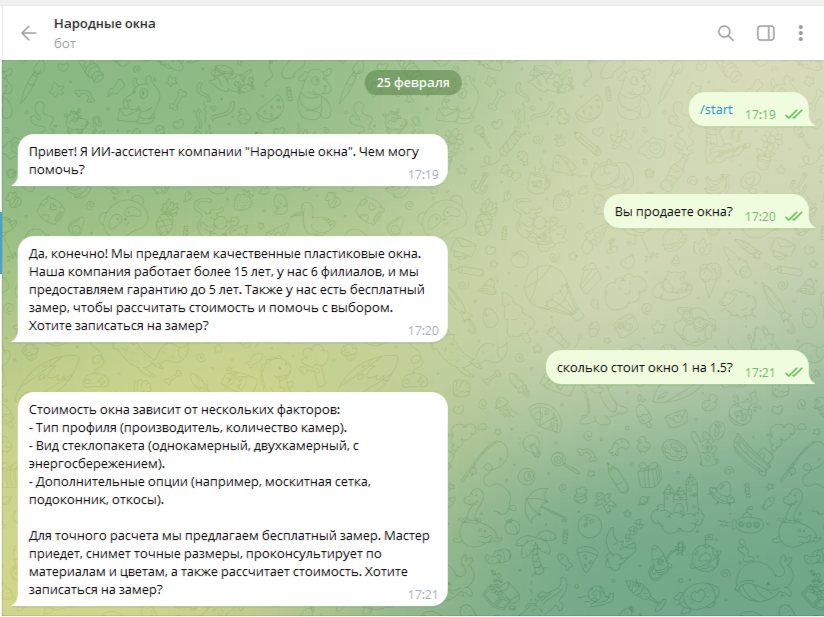 Народные окна
бот
25 февраля
/start 17:19
Привет! Я ИИ-ассистент компании "Народные окна". Чем могу
помочь?
17:19
Вы продаете окна? 17:20
Да, конечно! Мы предлагаем качественные пластиковые окна.
Наша компания работает более 15 лет, у нас 6 филиалов, и мы
предоставляем гарантию до 5 лет. Также у нас есть бесплатный
замер, чтобы рассчитать стоимость и помочь с выбором.
Хотите записаться на замер?
17:20
сколько стоит окно 1 на 1.5? 17:21
Стоимость окна зависит от нескольких факторов:
- Тип профиля (производитель, количество камер).
- Вид стеклопакета (однокамерный, двухкамерный, с
энергосбережением).
- Дополнительные опции (например, москитная сетка,
подоконник, откосы).
Для точного расчета мы предлагаем бесплатный замер. Мастер
приедет, снимет точные размеры, проконсультирует по
материалам и цветам, а также рассчитает стоимость. Хотите
записаться на замер?
17:21